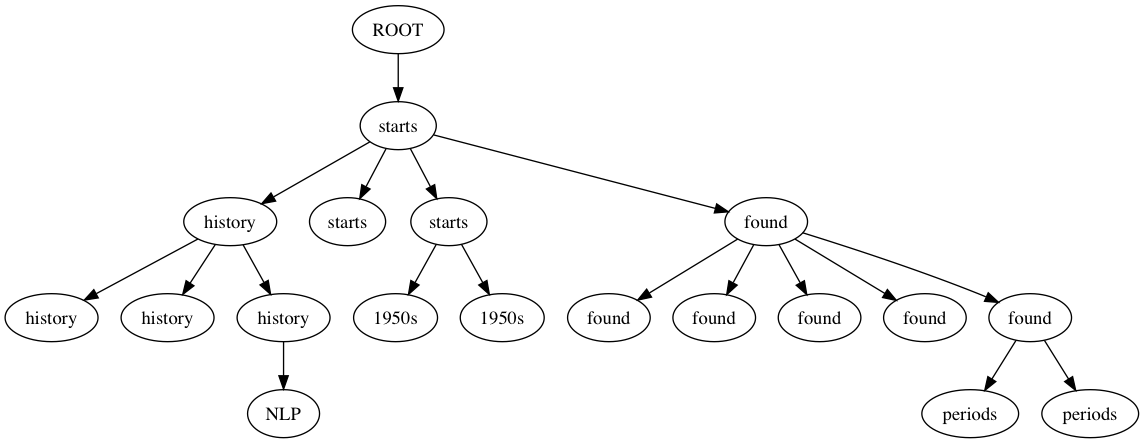 ROOT
starts
history starts starts found
history history history 1950s 1950s found found found found found
NLP periods periods